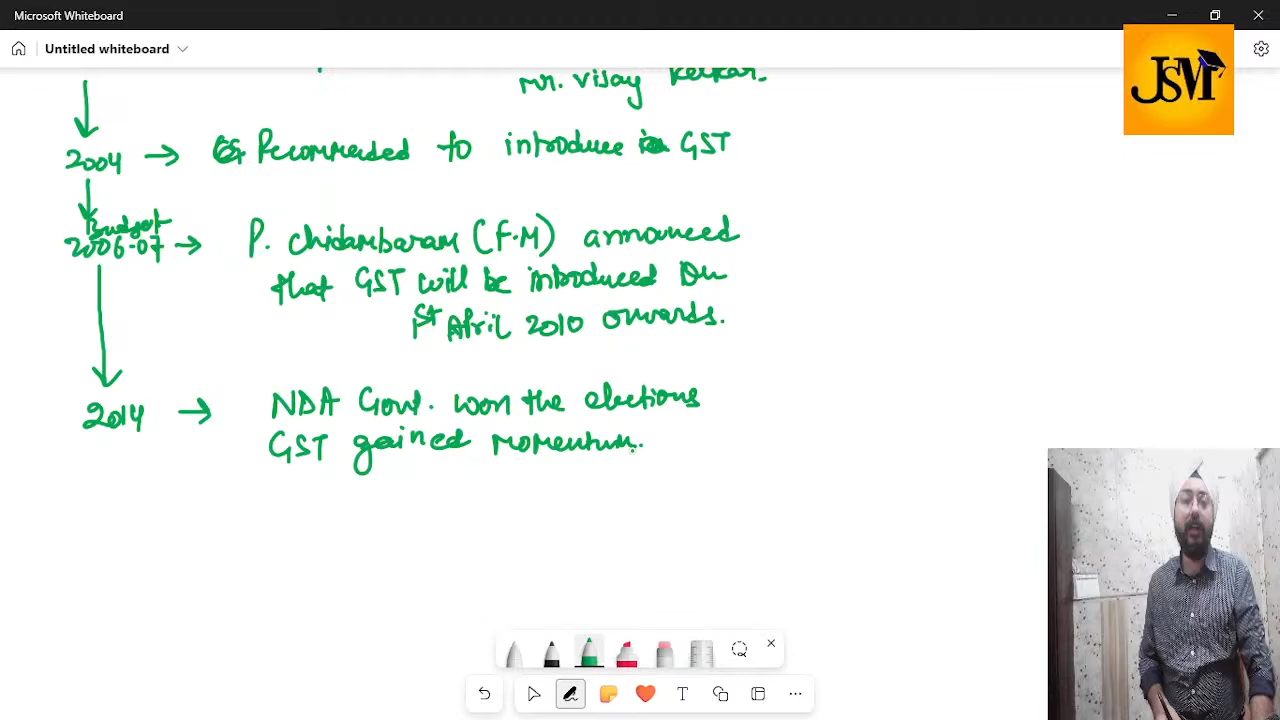 Microsoft Whiteboard
Untitled whiteboard
JSM
Mr. Vijay Kelkar.
2004 → Recommended to introduce GST
Budget
2006-07 → P. Chidambaram (F.M) announced
that GST will be introduced on
1st April 2010 onwards.
2014 → NDA Govt. won the elections
GST gained momentum.